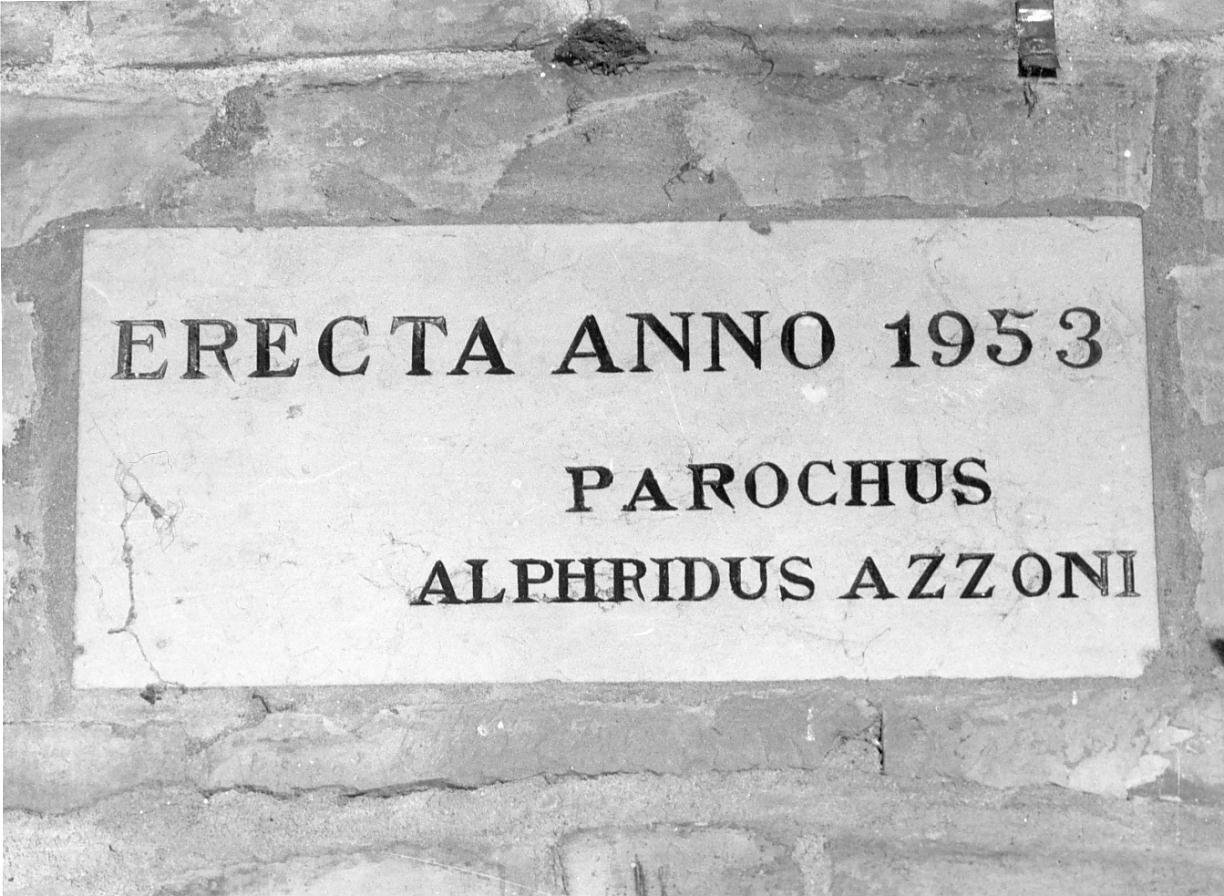 ERECTA ANNO 1953
PAROCHUS
ALPHRIDUS AZZONI